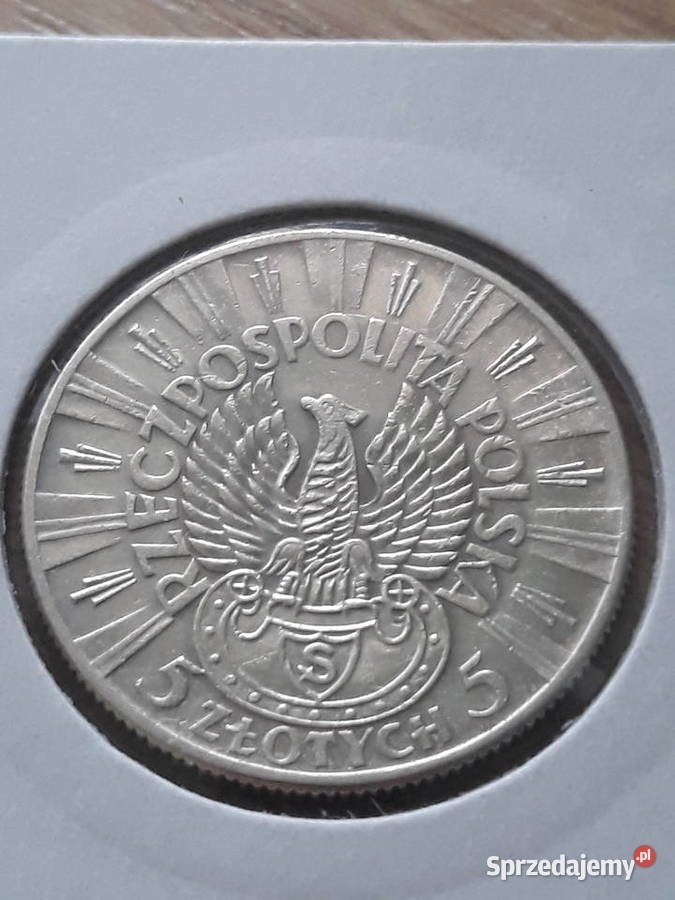 RZECZPOSPOLITA POLSKA
S
5 ZŁOTYCH 5
Sprzedajemy.pl